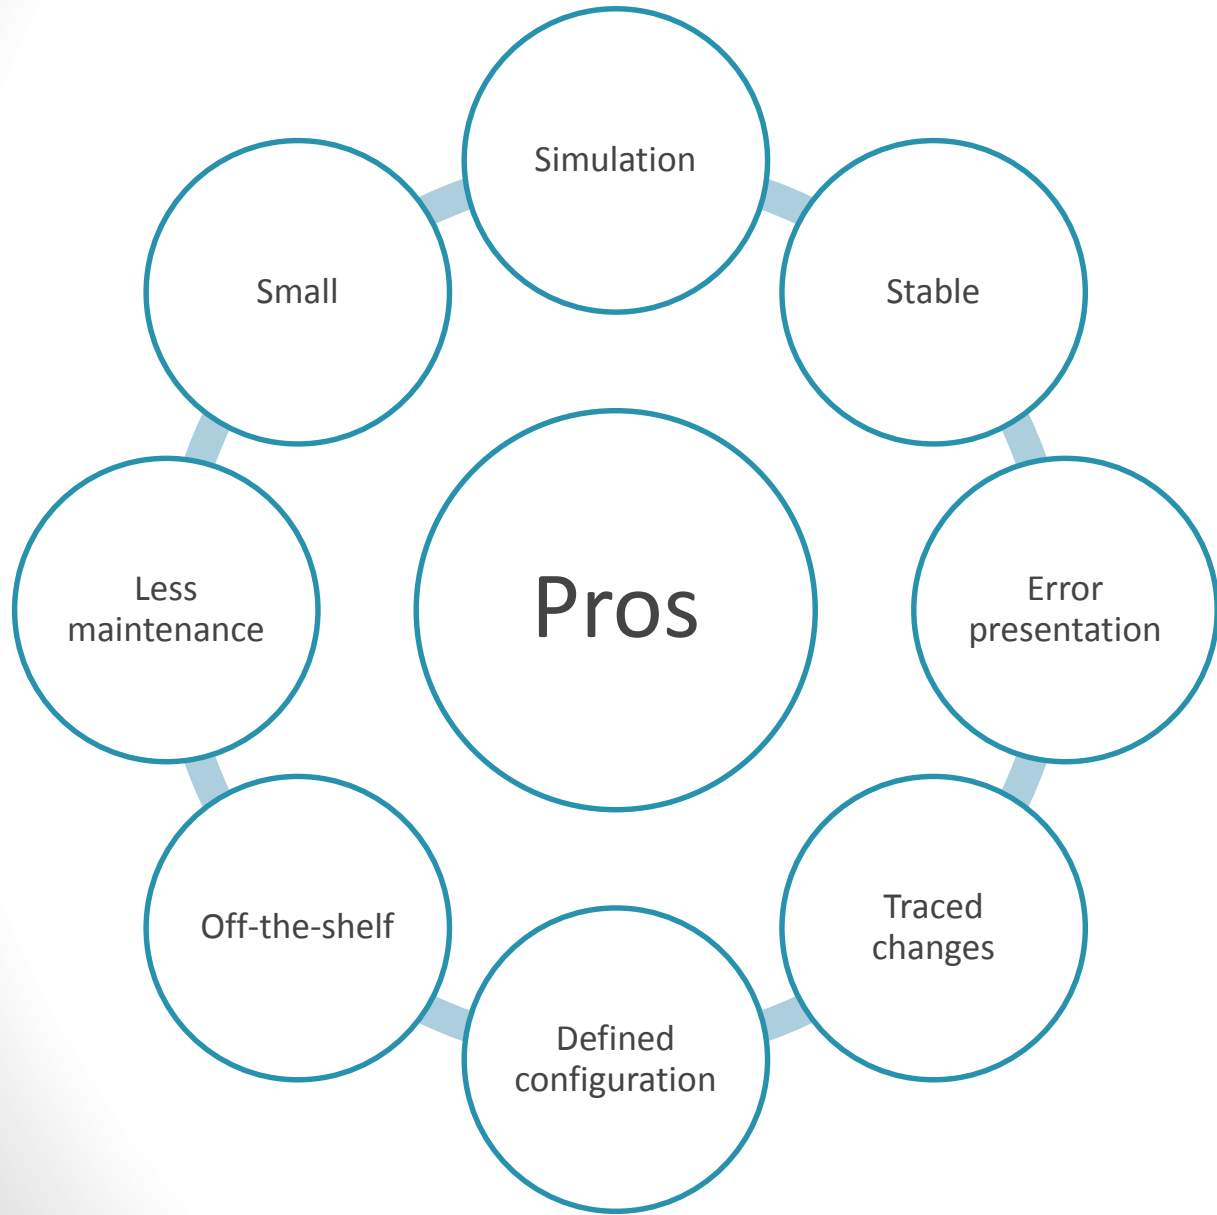 Simulation
Small
Stable
Less
maintenance
Pros
Error
presentation
Off-the-shelf
Traced
changes
Defined
configuration